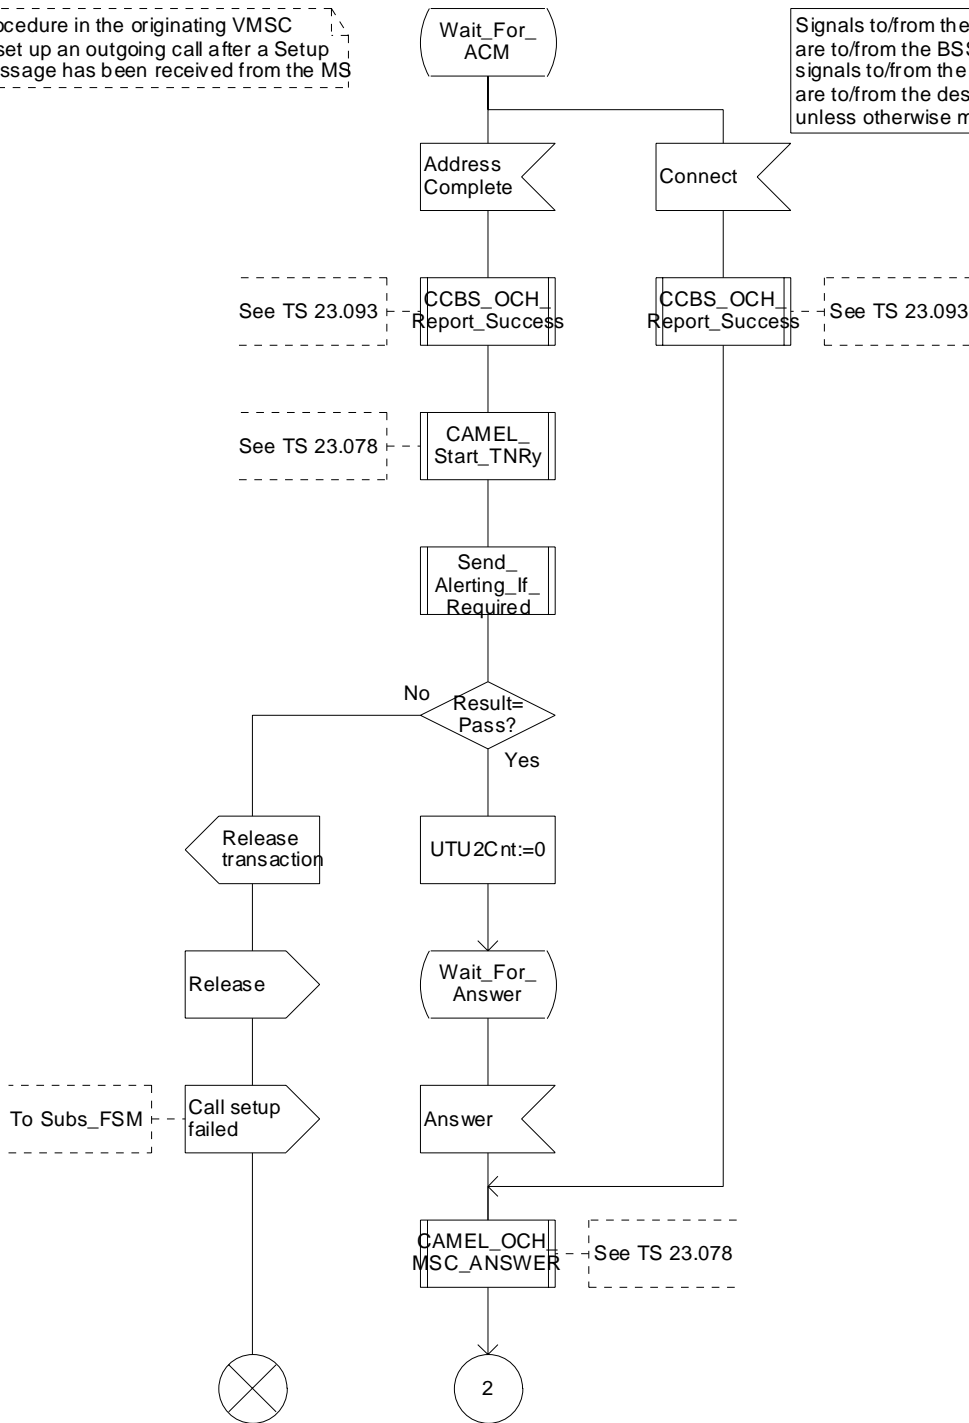 ocedure in the originating VMSC
set up an outgoing call after a Setup
ssage has been received from the MS
Wait_For_
ACM
Signals to/from the
are to/from the BSS
signals to/from the
are to/from the des
unless otherwise m
Address
Complete
Connect
See TS 23.093
CCBS_OCH_
Report_Success
CCBS_OCH_
Report_Success
See TS 23.093
See TS 23.078
CAMEL_
Start_TNRy
Send_
Alerting_If_
Required
No
Result=
Pass?
Yes
Release
transaction
UTU2Cnt:=0
Release
Wait_For_
Answer
To Subs_FSM
Call setup
failed
Answer
CAMEL_OCH_
MSC_ANSWER
See TS 23.078
2